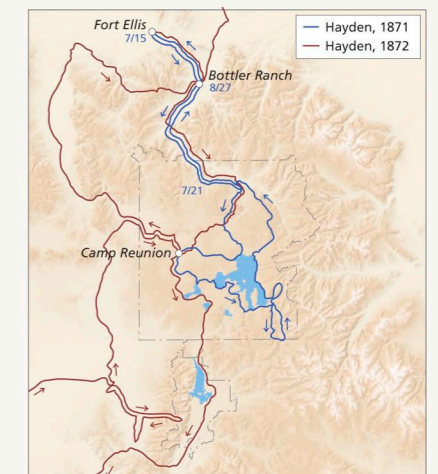 Hayden, 1871
Hayden, 1872
Fort Ellis
7/15
Bottler Ranch
8/27
7/21
Camp Reunion